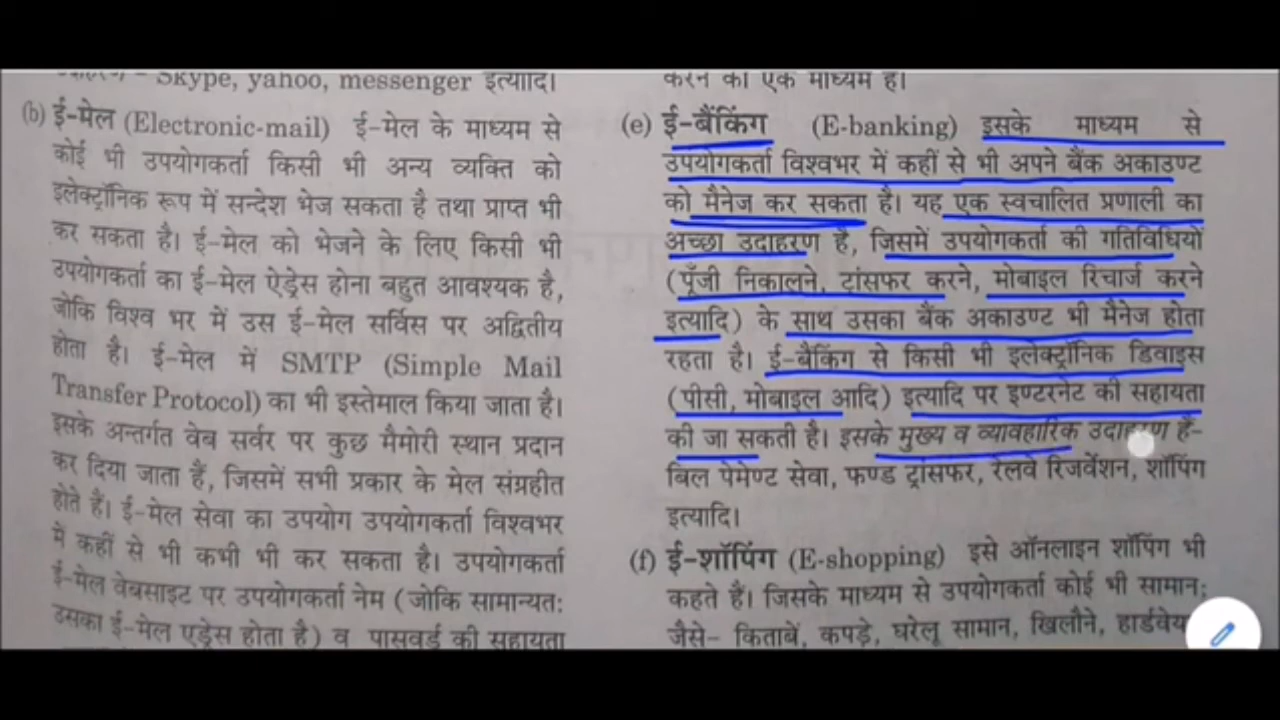 उदाहरण – Skype, yahoo, messenger इत्यादि।
(b) ई-मेल (Electronic-mail) ई-मेल के माध्यम से
कोई भी उपयोगकर्ता किसी भी अन्य व्यक्ति को
इलेक्ट्रॉनिक रूप में सन्देश भेज सकता है तथा प्राप्त भी
कर सकता है। ई-मेल को भेजने के लिए किसी भी
उपयोगकर्ता का ई-मेल ऐड्रेस होना बहुत आवश्यक है,
जोकि विश्व भर में उस ई-मेल सर्विस पर अद्वितीय
होता है। ई-मेल में SMTP (Simple Mail
Transfer Protocol) का भी इस्तेमाल किया जाता है।
इसके अन्तर्गत वेब सर्वर पर कुछ मैमोरी स्थान प्रदान
कर दिया जाता है, जिसमें सभी प्रकार के मेल संग्रहीत
होते हैं। ई-मेल सेवा का उपयोग उपयोगकर्ता विश्वभर
में कहीं से भी कभी भी कर सकता है। उपयोगकर्ता
ई-मेल वेबसाइट पर उपयोगकर्ता नेम (जोकि सामान्यत:
उसका ई-मेल एड्रेस होता है) व पासवर्ड की सहायता
करने का एक माध्यम है।
(e) ई-बैंकिंग (E-banking) इसके माध्यम से
उपयोगकर्ता विश्वभर में कहीं से भी अपने बैंक अकाउण्ट
को मैनेज कर सकता है। यह एक स्वचालित प्रणाली का
अच्छा उदाहरण है, जिसमें उपयोगकर्ता की गतिविधियों
(पूँजी निकालने, ट्रांसफर करने, मोबाइल रिचार्ज करने
इत्यादि) के साथ उसका बैंक अकाउण्ट भी मैनेज होता
रहता है। ई-बैंकिंग से किसी भी इलेक्ट्रॉनिक डिवाइस
(पीसी, मोबाइल आदि) इत्यादि पर इण्टरनेट की सहायता
की जा सकती है। इसके मुख्य व व्यावहारिक उदाहरण हैं-
बिल पेमेण्ट सेवा, फण्ड ट्रांसफर, रेलवे रिजर्वेशन, शॉपिंग
इत्यादि।
(f) ई-शॉपिंग (E-shopping) इसे ऑनलाइन शॉपिंग भी
कहते हैं। जिसके माध्यम से उपयोगकर्ता कोई भी सामान;
जैसे- किताबें, कपड़े, घरेलू सामान, खिलौने,